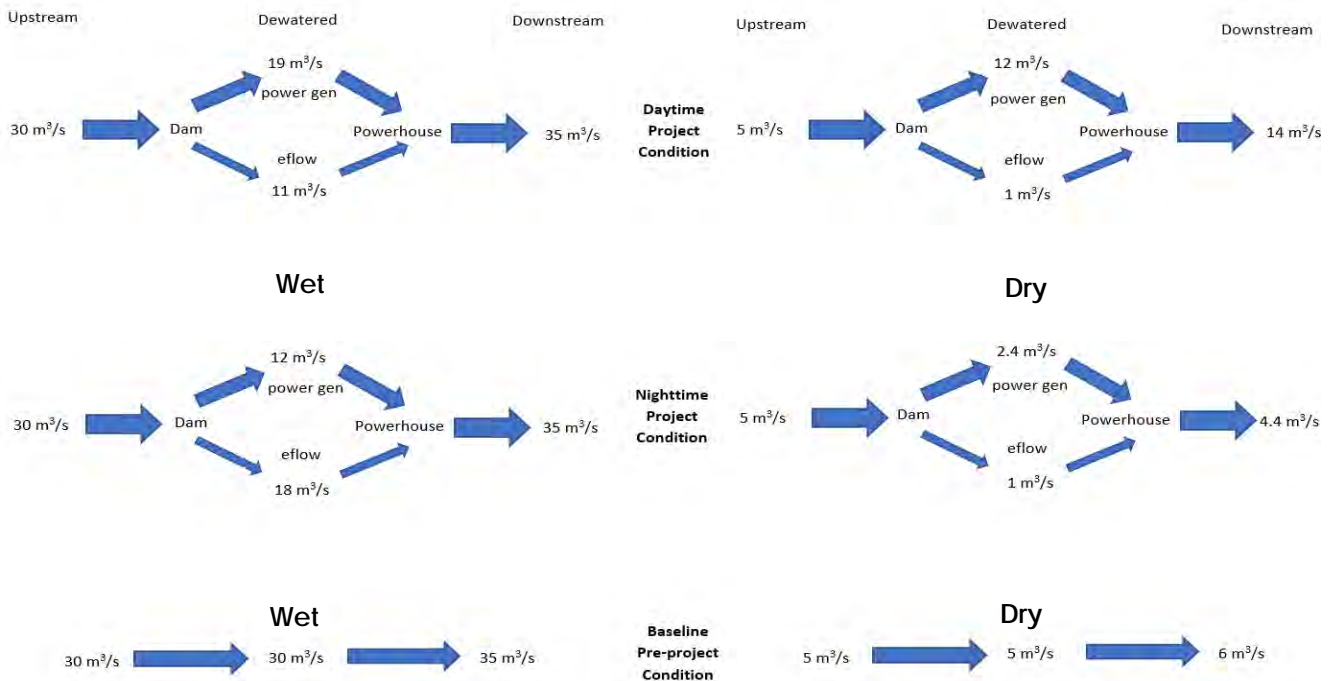 Upstream
Dewatered
Downstream
19 m³/s
power gen
30 m³/s
Dam
Powerhouse
35 m³/s
eflow
11 m³/s
Daytime
Project
Condition
Upstream
Dewatered
Downstream
12 m³/s
power gen
5 m³/s
Dam
Powerhouse
14 m³/s
eflow
1 m³/s
Wet
Dry
12 m³/s
power gen
30 m³/s
Dam
Powerhouse
35 m³/s
eflow
18 m³/s
Nighttime
Project
Condition
2.4 m³/s
power gen
5 m³/s
Dam
Powerhouse
4.4 m³/s
eflow
1 m³/s
Wet
Dry
30 m³/s
30 m³/s
35 m³/s
Baseline
Pre-project
Condition
5 m³/s
5 m³/s
6 m³/s